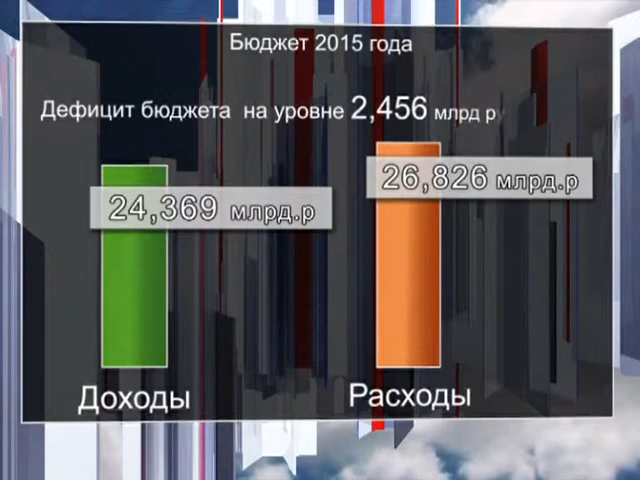 Бюджет 2015 года
Дефицит бюджета на уровне 2,456 млрд р
24,369 млрд.р
26,826 млрд.р
Доходы
Расходы